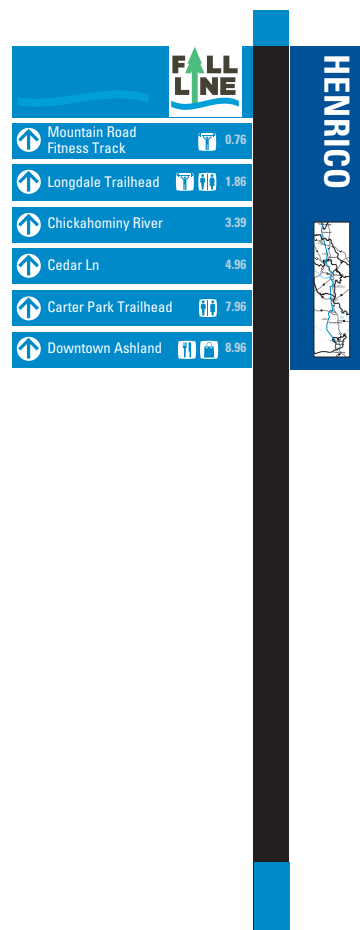 FALL
LINE
HENRICO
Mountain Road
Fitness Track
0.76
Longdale Trailhead
1.86
Chickahominy River
3.39
Cedar Ln
4.96
Carter Park Trailhead
7.96
Downtown Ashland
8.96